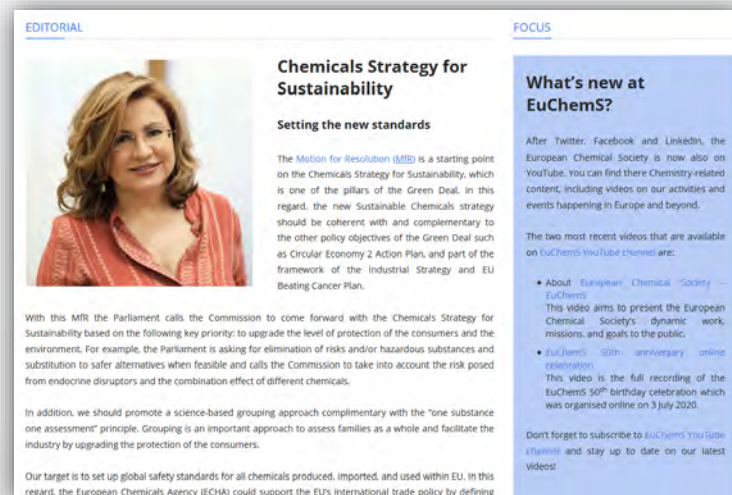 EDITORIAL
Chemicals Strategy for
Sustainability
Setting the new standards
The Motion for Resolution (MfR) is a starting point
on the Chemicals Strategy for Sustainability, which
is one of the pillars of the Green Deal. In this
regard, the new Sustainable Chemicals strategy
should be coherent with and complementary to
the other policy objectives of the Green Deal such
as Circular Economy 2 Action Plan, and part of the
framework of the Industrial Strategy and EU
Beating Cancer Plan.
With this MfR the Parliament calls the Commission to come forward with the Chemicals Strategy for
Sustainability based on the following key priority: to upgrade the level of protection of the consumers and the
environment. For example, the Parliament is asking for elimination of risks and/or hazardous substances and
substitution to safer alternatives when feasible and calls the Commission to take into account the risk posed
from endocrine disruptors and the combination effect of different chemicals.
In addition, we should promote a science-based grouping approach complimentary with the "one substance
one assessment" principle. Grouping is an important approach to assess families as a whole and facilitate the
industry by upgrading the protection of the consumers.
Our target is to set up global safety standards for all chemicals produced, imported, and used within EU. In this
regard, the European Chemicals Agency (ECHA) could support the EU's international trade policy by defining
FOCUS
What's new at
EuChemS?
After Twitter, Facebook and LinkedIn, the
European Chemical Society is now also on
YouTube. You can find there Chemistry-related
content, including videos on our activities and
events happening in Europe and beyond.
The two most recent videos that are available
on EuChemS YouTube channel are:
• About European Chemical Society –
EuChemS
This video aims to present the European
Chemical Society's dynamic work,
missions, and goals to the public.
• EuChemS 50th anniversary online
celebration
This video is the full recording of the
EuChemS 50th birthday celebration which
was organised online on 3 July 2020.
Don't forget to subscribe to EuChemS YouTube
channel and stay up to date on our latest
videos!